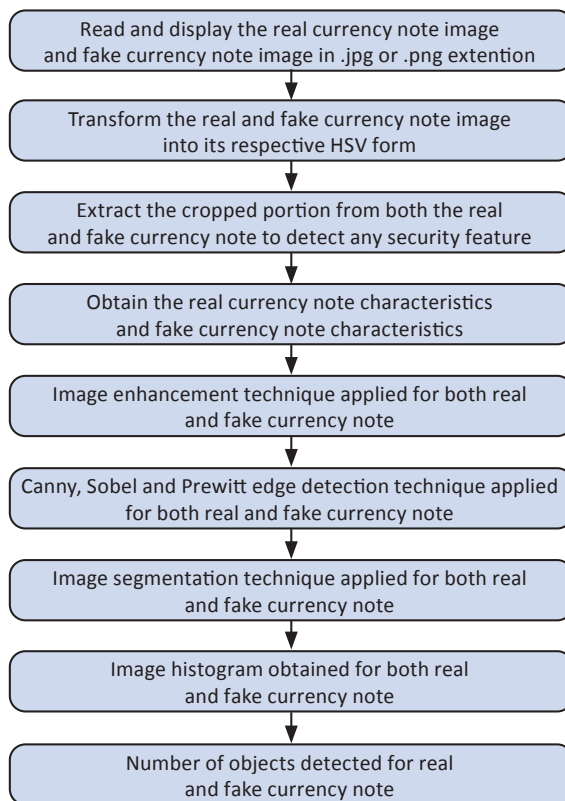 Read and display the real currency note image
and fake currency note image in .jpg or .png extention
Transform the real and fake currency note image
into its respective HSV form
Extract the cropped portion from both the real
and fake currency note to detect any security feature
Obtain the real currency note characteristics
and fake currency note characteristics
Image enhancement technique applied for both real
and fake currency note
Canny, Sobel and Prewitt edge detection technique applied
for both real and fake currency note
Image segmentation technique applied for both real
and fake currency note
Image histogram obtained for both real
and fake currency note
Number of objects detected for real
and fake currency note